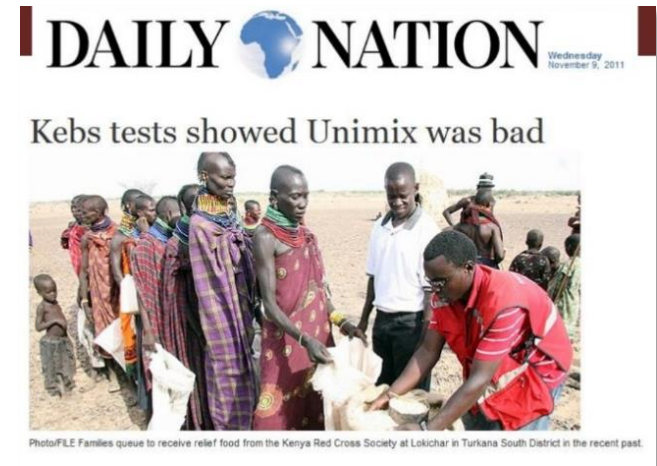 DAILY NATION
Wednesday
November 9, 2011
Kebs tests showed Unimix was bad
Photo/FILE Families queue to receive relief food from the Kenya Red Cross Society at Lokichar in Turkana South District in the recent past.